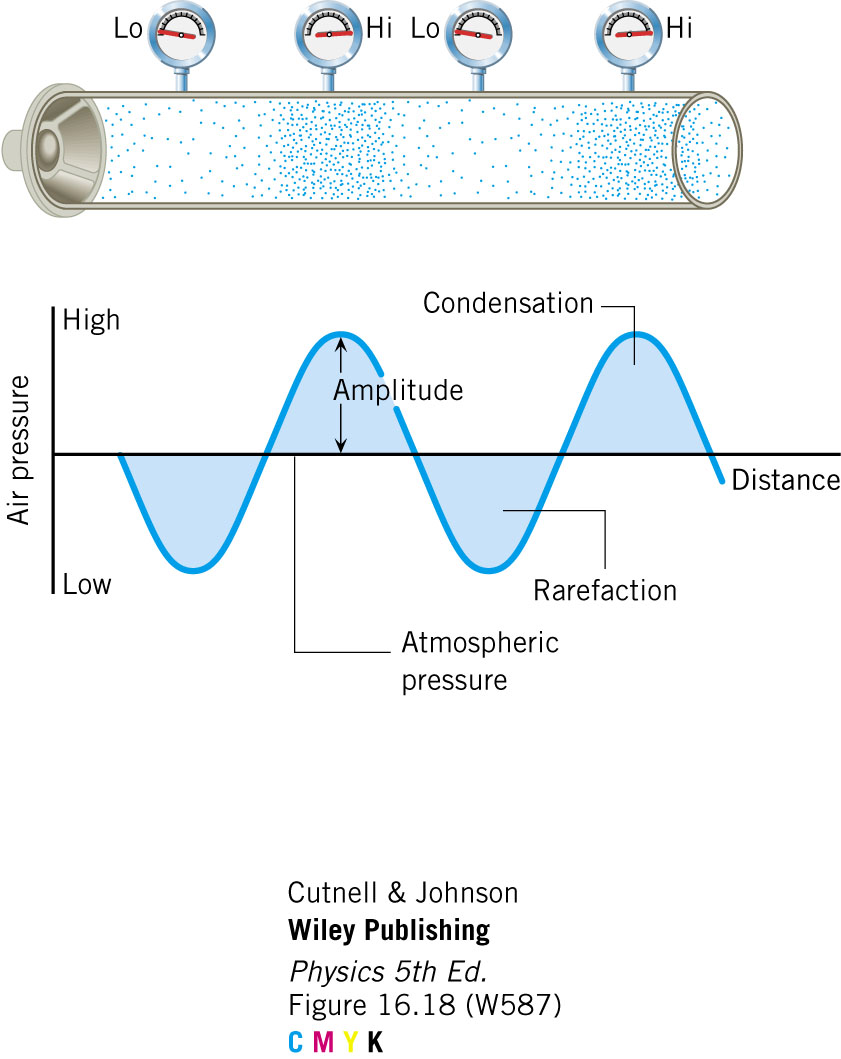 Lo Hi Lo Hi
Condensation
High
Amplitude
Air pressure
Distance
Low
Rarefaction
Atmospheric
pressure
Cutnell & Johnson
Wiley Publishing
Physics 5th Ed.
Figure 16.18 (W587)
C M Y K